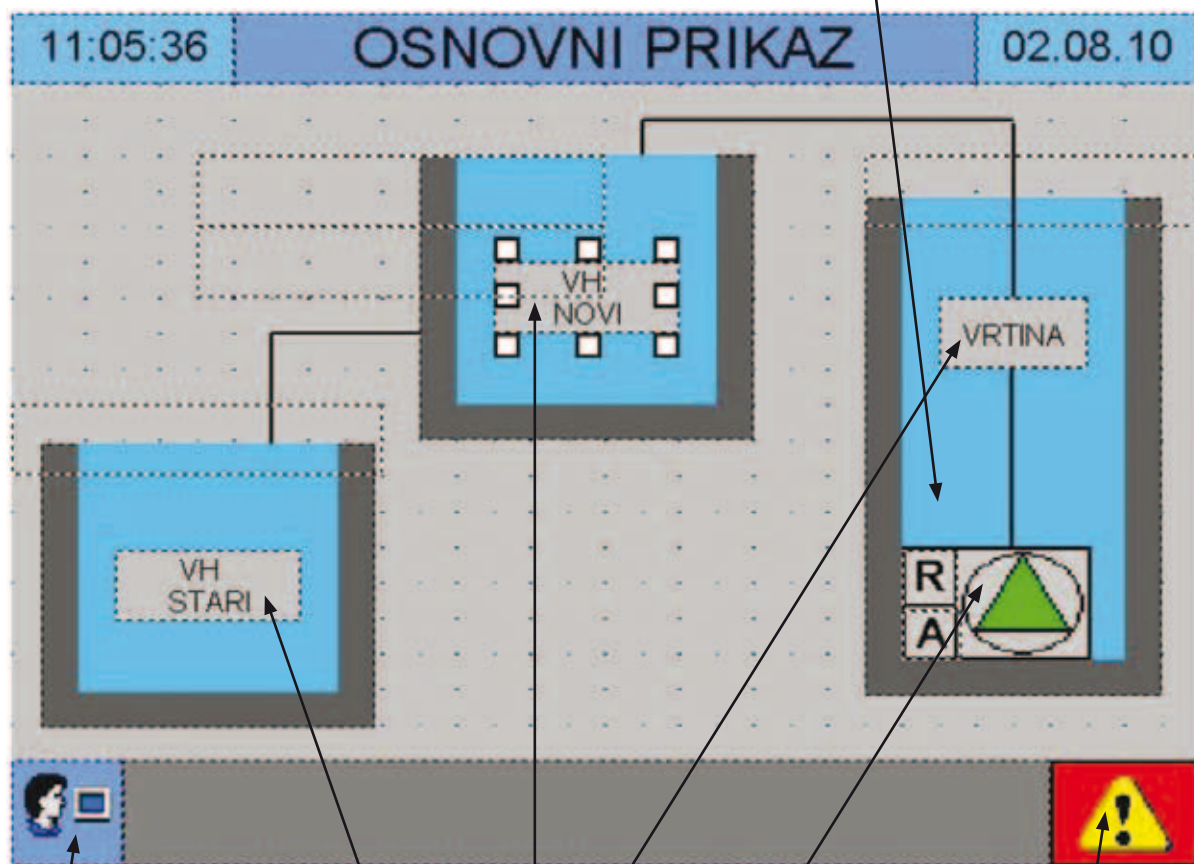 11:05:36
OSNOVNI PRIKAZ
02.08.10
VH
NOVI
VRTINA
VH
STARI
R
A